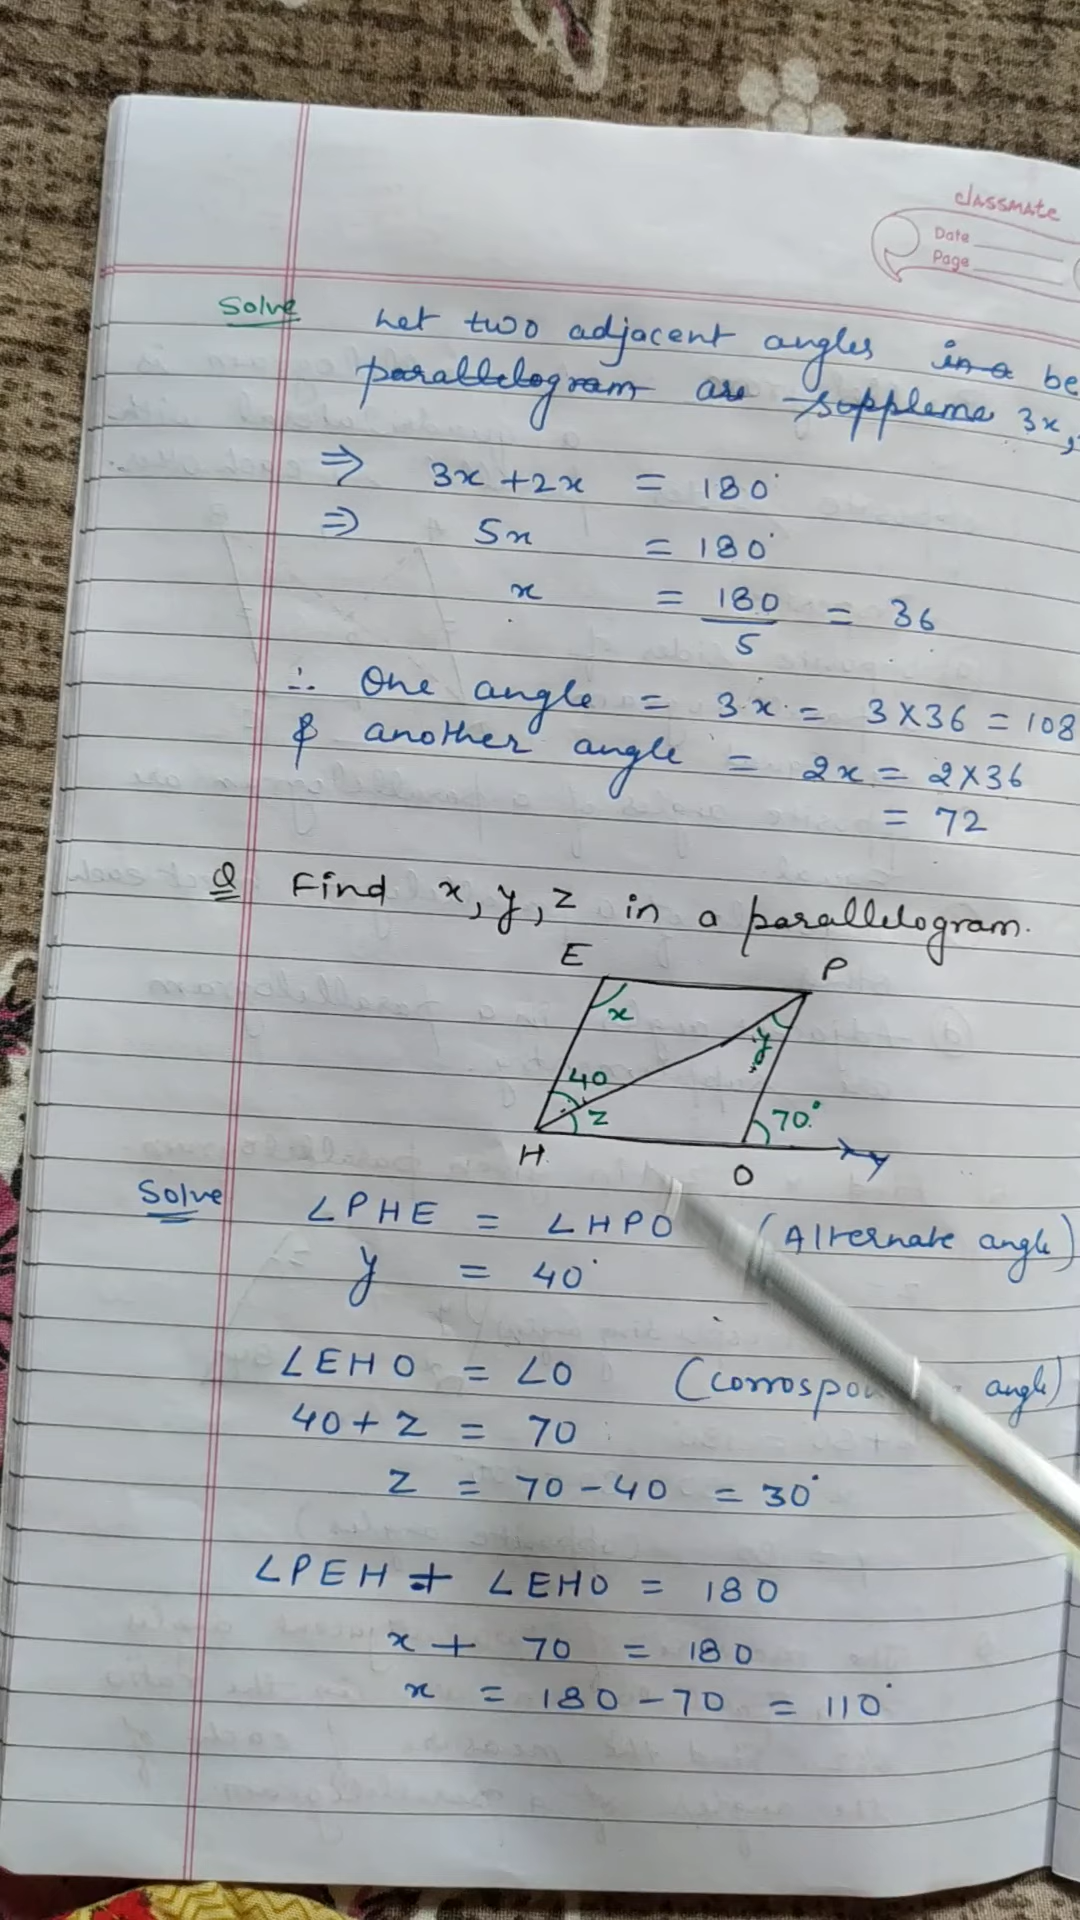 classmate
Date
Page
Solve Let two adjacent angles in a be
parallelogram are suppleme 3x,
⇒ 3x + 2x = 180°
⇒ 5x = 180°
x = 180/5 = 36
∴ One angle = 3x = 3×36 = 108
& another angle = 2x = 2×36
= 72
Q Find x, y, z in a parallelogram.
E P
x
y
40
z 70°
H O
Solve ∠PHE = ∠HPO (Alternate angle)
y = 40°
∠EHO = ∠O (corrospo angle)
40 + z = 70
z = 70 - 40 = 30°
∠PEH + ∠EHO = 180
x + 70 = 180
x = 180 - 70 = 110°